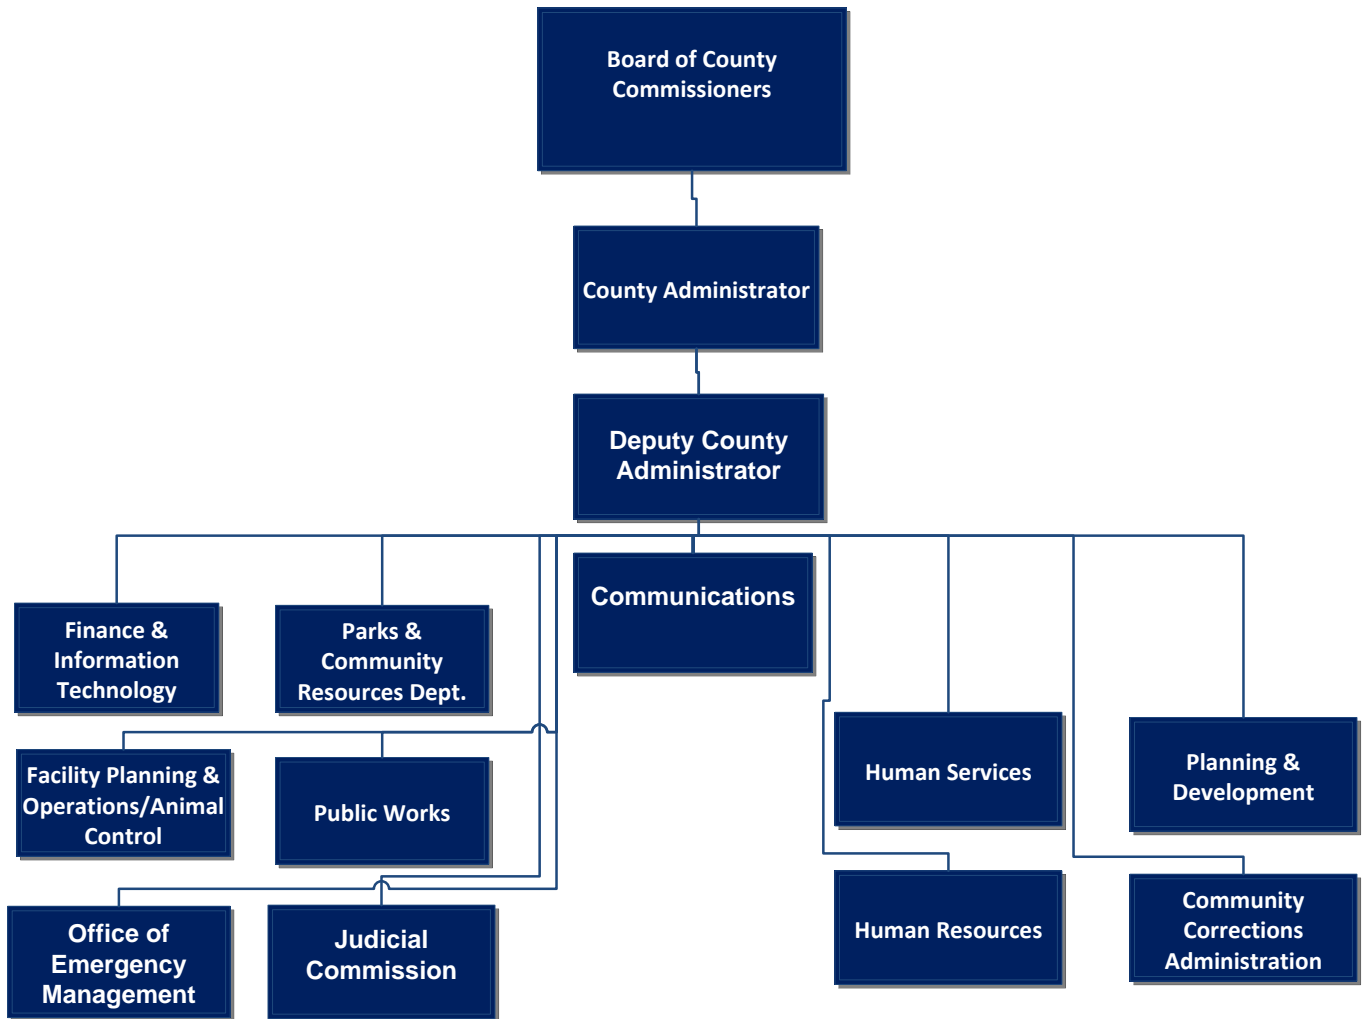 Board of County
Commissioners
County Administrator
Deputy County
Administrator
Communications
Finance &
Information
Technology
Parks &
Community
Resources Dept.
Facility Planning &
Operations/Animal
Control
Public Works
Human Services
Planning &
Development
Office of
Emergency
Management
Judicial
Commission
Human Resources
Community
Corrections
Administration